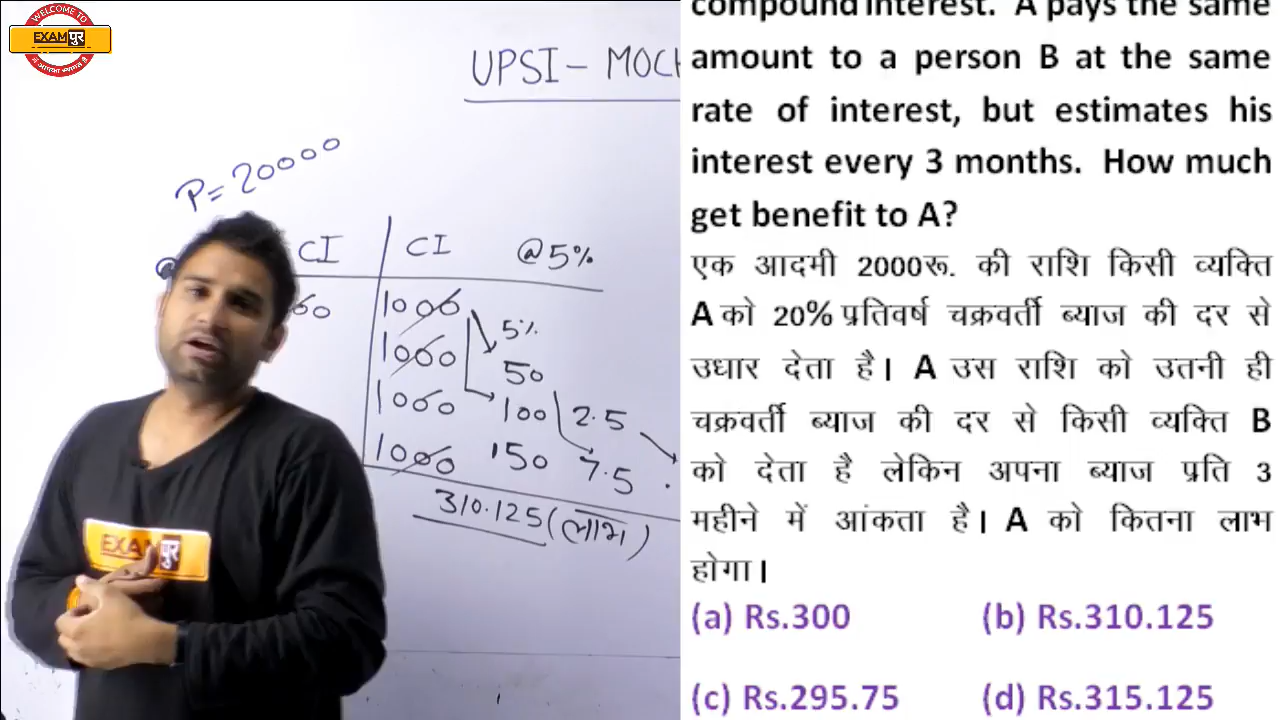 WELCOME TO
EXAMपुर
UPSI - MOCK
P = 20000
CI
CI
@5%
1000
5%
1000
50
1000
100
2.5
1000
150
7.5
310.125 (लाभ)
EXAMपुर
compound interest. A pays the same
amount to a person B at the same
rate of interest, but estimates his
interest every 3 months. How much
get benefit to A?
एक आदमी 2000रू. की राशि किसी व्यक्ति
A को 20% प्रतिवर्ष चक्रवर्ती ब्याज की दर से
उधार देता है। A उस राशि को उतनी ही
चक्रवर्ती ब्याज की दर से किसी व्यक्ति B
को देता है लेकिन अपना ब्याज प्रति 3
महीने में आंकता है। A को कितना लाभ
होगा।
(a) Rs.300
(b) Rs.310.125
(c) Rs.295.75
(d) Rs.315.125